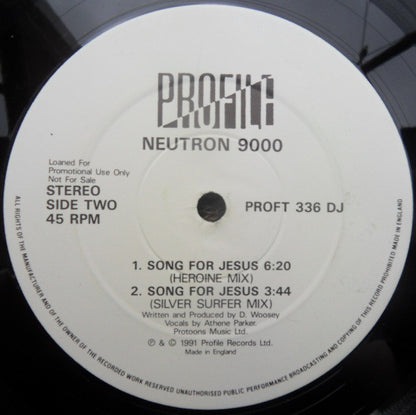 PROFILE
NEUTRON 9000
Loaned For
Promotional Use Only
Not For Sale
STEREO
SIDE TWO
45 RPM
PROFT 336 DJ
1. SONG FOR JESUS 6:20
(HEROINE MIX)
2. SONG FOR JESUS 3:44
(SILVER SURFER MIX)
Written and Produced by D. Woosey
Vocals by Athene Parker.
Protoons Music Ltd.
℗ & © 1991 Profile Records Ltd.
Made in England
ALL RIGHTS OF THE MANUFACTURER AND OF THE OWNER OF THE RECORDED WORK RESERVED UNAUTHORISED PUBLIC PERFORMANCE BROADCASTING AND COPYING OF THIS RECORD PROHIBITED MADE IN ENGLAND